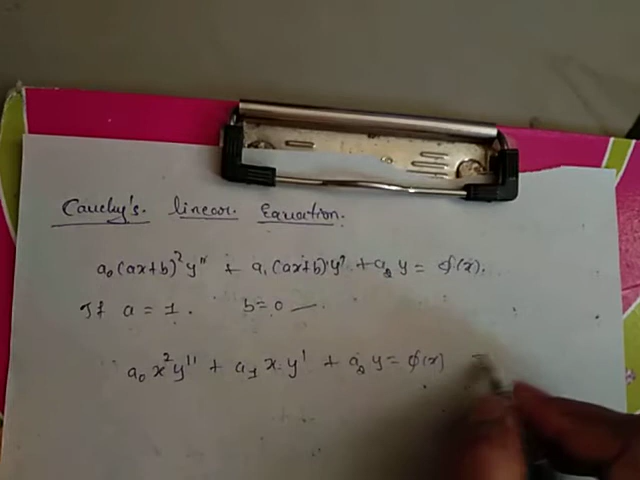 Cauchy's. linear. Equation.
a₀(ax+b)²y'' + a₁(ax+b)'y' + a₂y = φ(x).
If a = 1. b=0
a₀x²y'' + a₁x.y' + a₂y = φ(x)